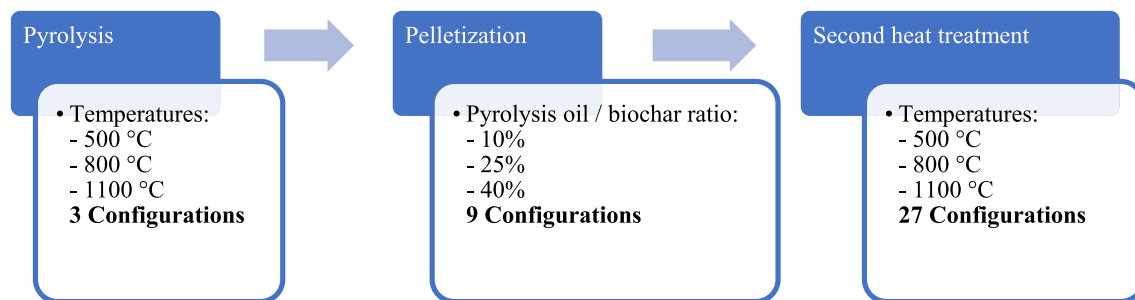 Pyrolysis
• Temperatures:
- 500 °C
- 800 °C
- 1100 °C
3 Configurations
Pelletization
• Pyrolysis oil / biochar ratio:
- 10%
- 25%
- 40%
9 Configurations
Second heat treatment
• Temperatures:
- 500 °C
- 800 °C
- 1100 °C
27 Configurations